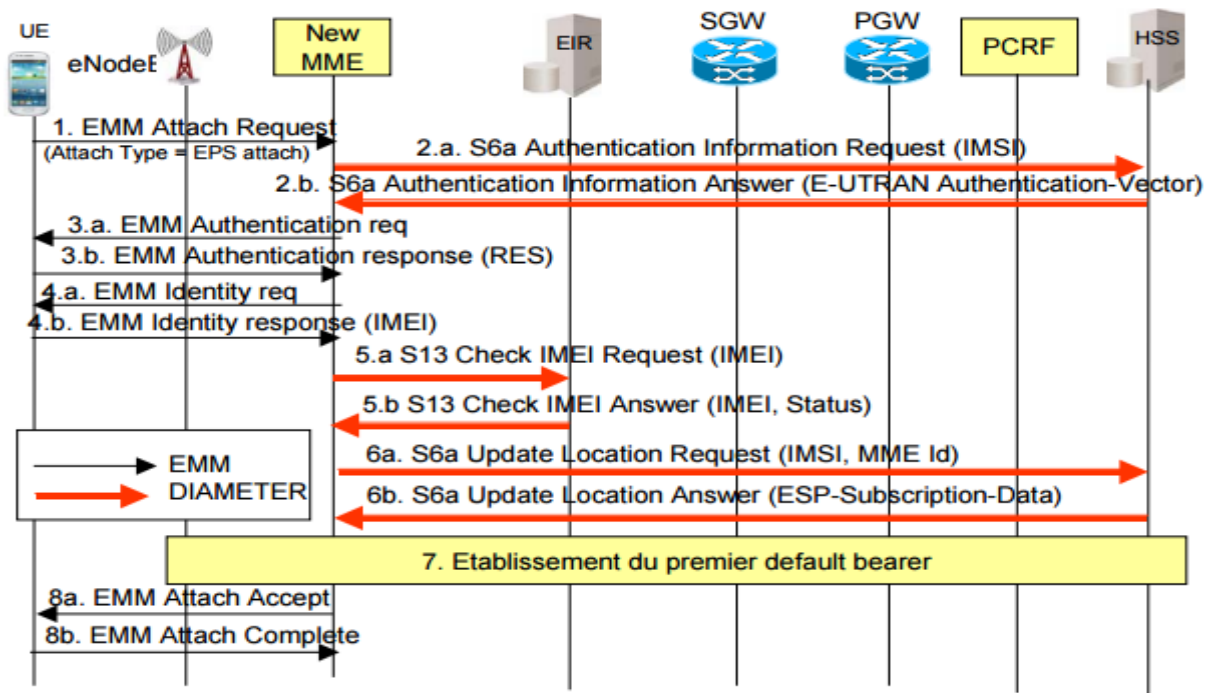 UE
eNodeE
New
MME
EIR
SGW
PGW
PCRF
HSS
1. EMM Attach Request
(Attach Type = EPS attach)
2.a. S6a Authentication Information Request (IMSI)
2.b. S6a Authentication Information Answer (E-UTRAN Authentication-Vector)
3.a. EMM Authentication req
3.b. EMM Authentication response (RES)
4.a. EMM Identity req
4.b. EMM Identity response (IMEI)
5.a S13 Check IMEI Request (IMEI)
5.b S13 Check IMEI Answer (IMEI, Status)
EMM
DIAMETER
6a. S6a Update Location Request (IMSI, MME Id)
6b. S6a Update Location Answer (ESP-Subscription-Data)
7. Etablissement du premier default bearer
8a. EMM Attach Accept
8b. EMM Attach Complete